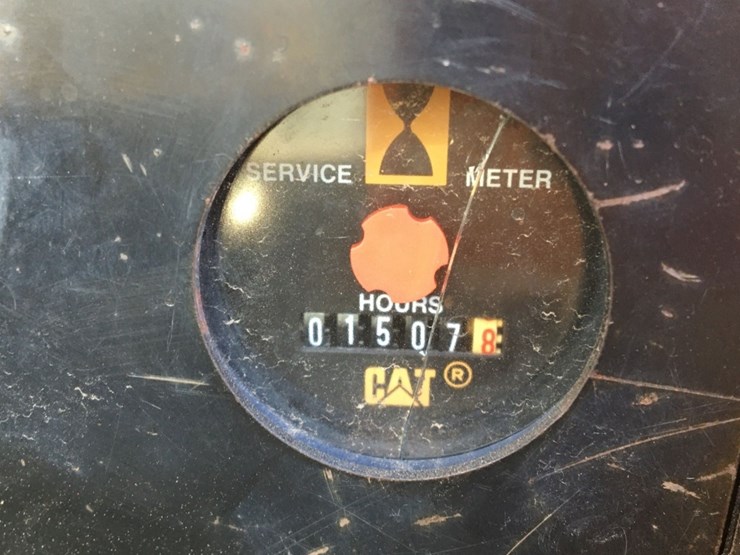 SERVICE METER
HOURS
015078
CAT ®